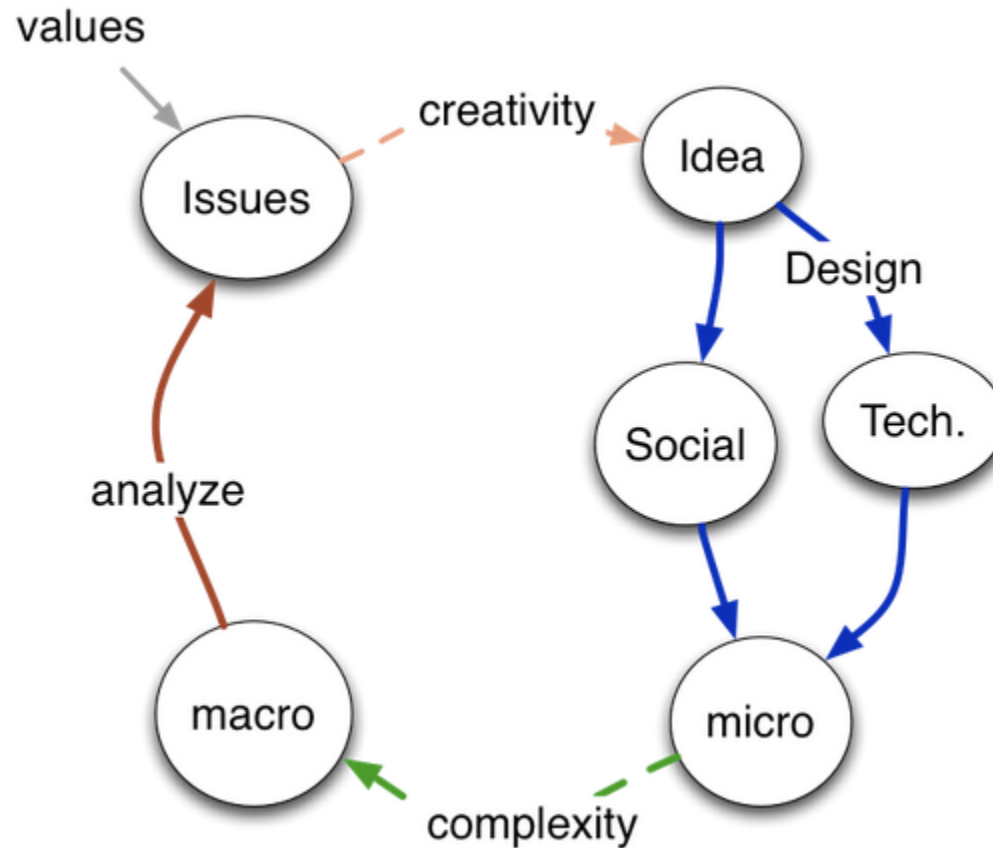 values
creativity
Idea
Issues
Design
Social
Tech.
analyze
macro
micro
complexity